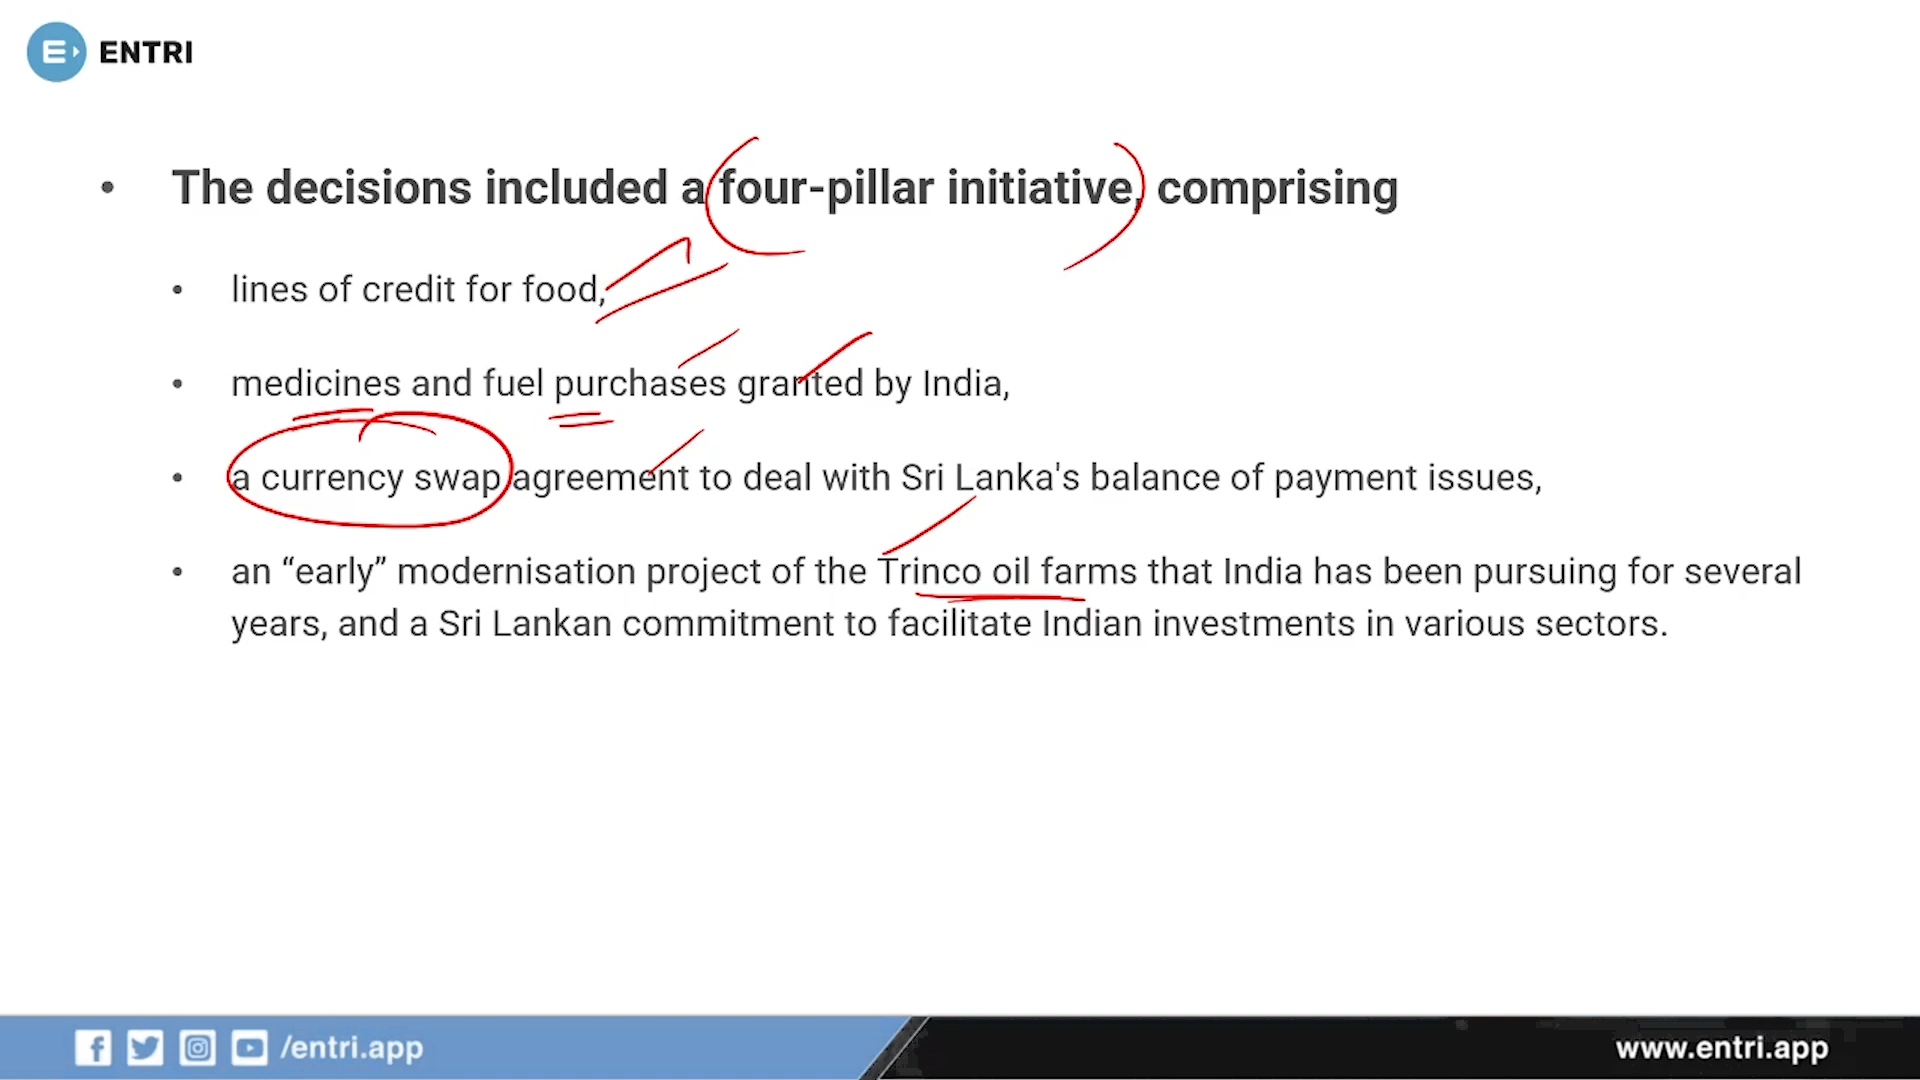 ENTRI
• The decisions included a four-pillar initiative, comprising
• lines of credit for food,
• medicines and fuel purchases granted by India,
• a currency swap agreement to deal with Sri Lanka's balance of payment issues,
• an “early” modernisation project of the Trinco oil farms that India has been pursuing for several
years, and a Sri Lankan commitment to facilitate Indian investments in various sectors.
/entri.app
www.entri.app